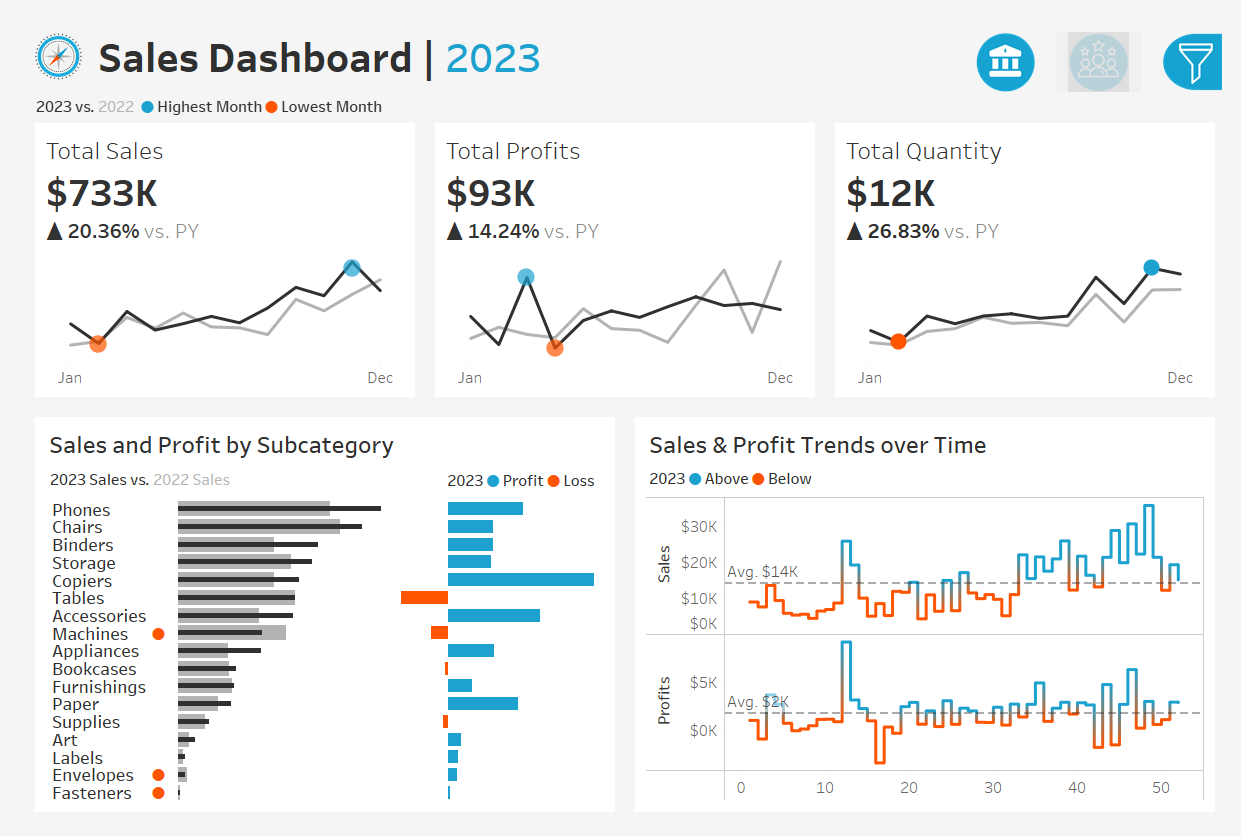 Sales Dashboard | 2023
2023 vs. 2022 Highest Month Lowest Month
Total Sales
$733K
▲ 20.36% vs. PY
Jan Dec
Total Profits
$93K
▲ 14.24% vs. PY
Jan Dec
Total Quantity
$12K
▲ 26.83% vs. PY
Jan Dec
Sales and Profit by Subcategory
2023 Sales vs. 2022 Sales
2023 Profit Loss
Phones
Chairs
Binders
Storage
Copiers
Tables
Accessories
Machines
Appliances
Bookcases
Furnishings
Paper
Supplies
Art
Labels
Envelopes
Fasteners
Sales & Profit Trends over Time
2023 Above Below
Sales
$30K
$20K
$10K
$0K
Avg. $14K
Profits
$5K
$0K
Avg. $2K
0 10 20 30 40 50